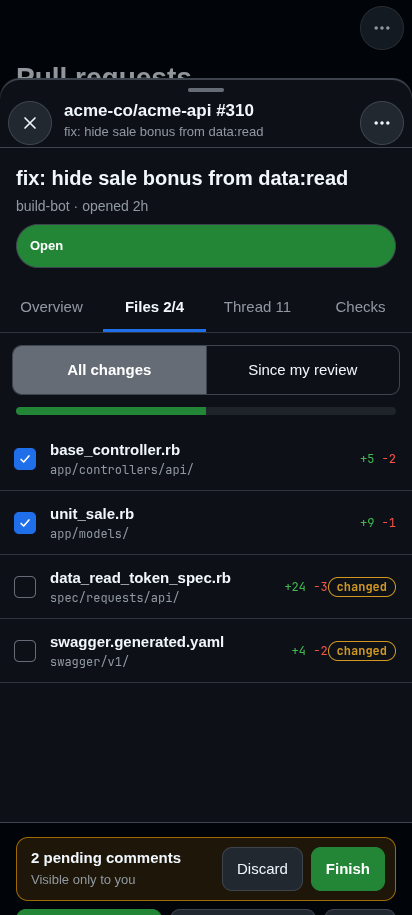 Pull requests
acme-co/acme-api #310
fix: hide sale bonus from data:read
fix: hide sale bonus from data:read
build-bot · opened 2h
Open
Overview Files 2/4 Thread 11 Checks
All changes Since my review
base_controller.rb
app/controllers/api/
+5 -2
unit_sale.rb
app/models/
+9 -1
data_read_token_spec.rb
spec/requests/api/
+24 -3 changed
swagger.generated.yaml
swagger/v1/
+4 -2 changed
2 pending comments
Visible only to you
Discard Finish